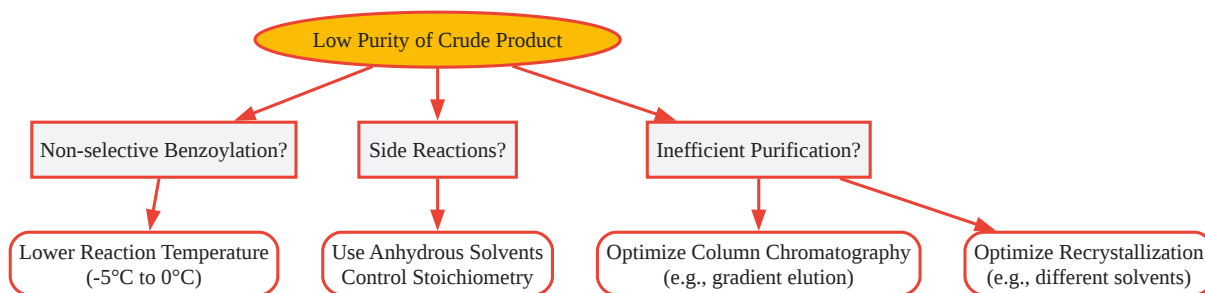 Low Purity of Crude Product
Non-selective Benzoylation?
Side Reactions?
Inefficient Purification?
Lower Reaction Temperature
(-5°C to 0°C)
Use Anhydrous Solvents
Control Stoichiometry
Optimize Column Chromatography
(e.g., gradient elution)
Optimize Recrystallization
(e.g., different solvents)